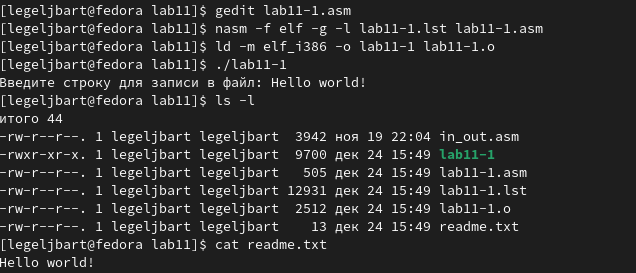 [legeljbart@fedora lab11]$ gedit lab11-1.asm
[legeljbart@fedora lab11]$ nasm -f elf -g -l lab11-1.lst lab11-1.asm
[legeljbart@fedora lab11]$ ld -m elf_i386 -o lab11-1 lab11-1.o
[legeljbart@fedora lab11]$ ./lab11-1
Введите строку для записи в файл: Hello world!
[legeljbart@fedora lab11]$ ls -l
итого 44
-rw-r--r--. 1 legeljbart legeljbart  3942 ноя 19 22:04 in_out.asm
-rwxr-xr-x. 1 legeljbart legeljbart  9700 дек 24 15:49 lab11-1
-rw-r--r--. 1 legeljbart legeljbart   505 дек 24 15:49 lab11-1.asm
-rw-r--r--. 1 legeljbart legeljbart 12931 дек 24 15:49 lab11-1.lst
-rw-r--r--. 1 legeljbart legeljbart  2512 дек 24 15:49 lab11-1.o
-rw-r--r--. 1 legeljbart legeljbart    13 дек 24 15:49 readme.txt
[legeljbart@fedora lab11]$ cat readme.txt
Hello world!